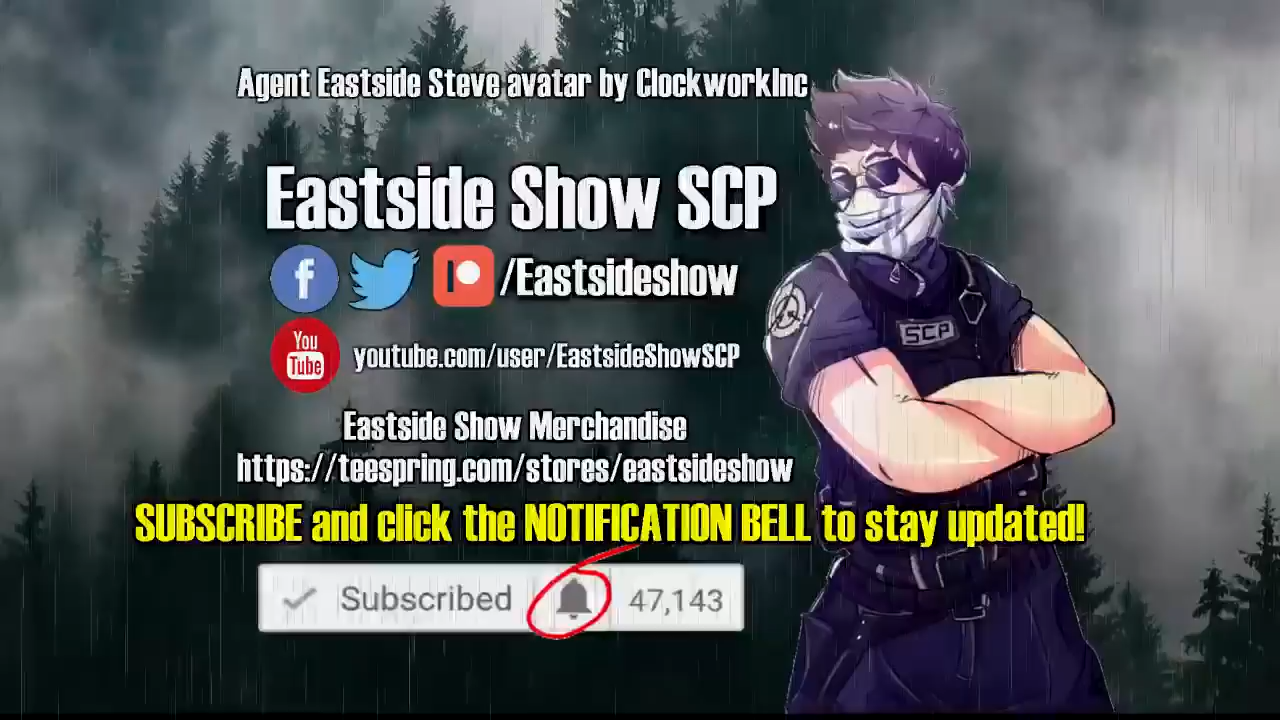 Agent Eastside Steve avatar by ClockworkInc
Eastside Show SCP
f /Eastsideshow
You Tube youtube.com/user/EastsideShowSCP
SCP
Eastside Show Merchandise
https://teespring.com/stores/eastsideshow
SUBSCRIBE and click the NOTIFICATION BELL to stay updated!
Subscribed 47,143